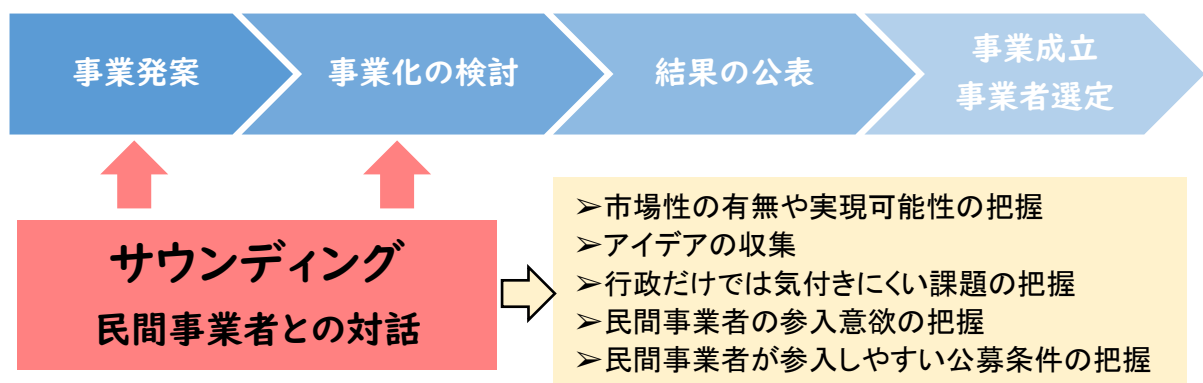 事業発案
事業化の検討
結果の公表
事業成立
事業者選定
サウンディング
民間事業者との対話
➢市場性の有無や実現可能性の把握
➢アイデアの収集
➢行政だけでは気付きにくい課題の把握
➢民間事業者の参入意欲の把握
➢民間事業者が参入しやすい公募条件の把握